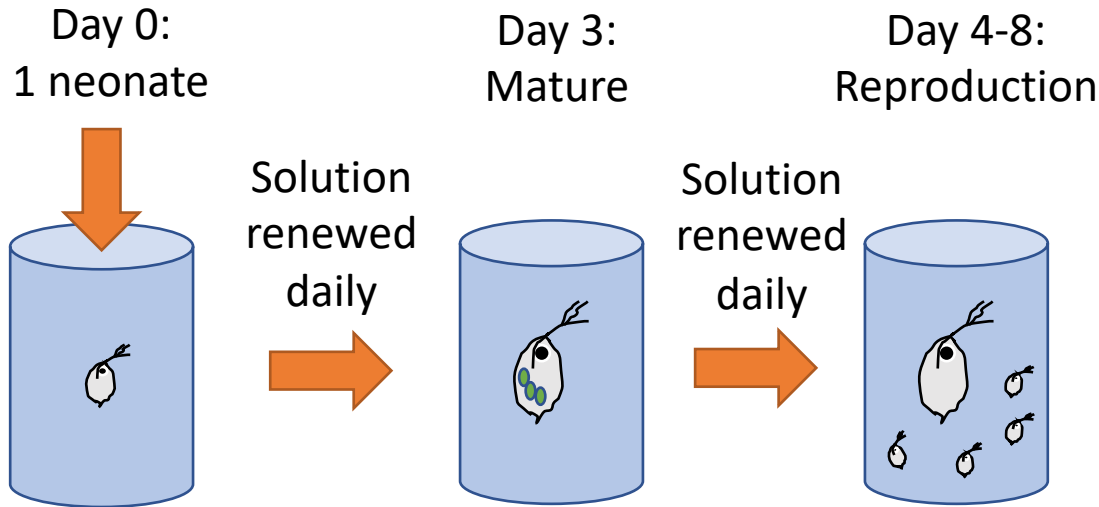 Day 0:
1 neonate
Solution
renewed
daily
Day 3:
Mature
Solution
renewed
daily
Day 4-8:
Reproduction